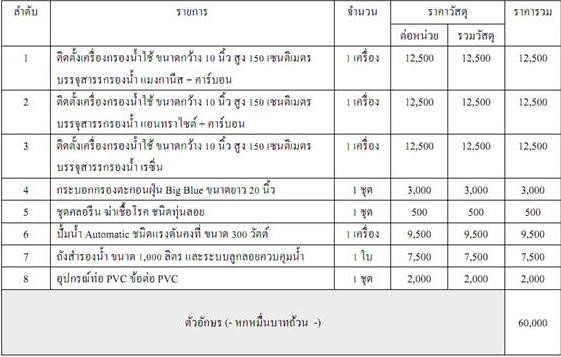 ลำดับ รายการ จำนวน ราคาวัสดุ ราคารวม
ต่อหน่วย รวมวัสดุ
1 ติดตั้งเครื่องกรองน้ำใช้ ขนาดกว้าง 10 นิ้ว สูง 150 เซนติเมตร 1 เครื่อง 12,500 12,500 12,500
บรรจุสารรกรองน้ำ แมงกานีส + คาร์บอน
2 ติดตั้งเครื่องกรองน้ำใช้ ขนาดกว้าง 10 นิ้ว สูง 150 เซนติเมตร 1 เครื่อง 12,500 12,500 12,500
บรรจุสารรกรองน้ำ แอนทราไซต์ + คาร์บอน
3 ติดตั้งเครื่องกรองน้ำใช้ ขนาดกว้าง 10 นิ้ว สูง 150 เซนติเมตร 1 เครื่อง 12,500 12,500 12,500
บรรจุสารรกรองน้ำ เรซิ่น
4 กระบอกกรองตะกอนฝุ่น Big Blue ขนาดยาว 20 นิ้ว 1 ชุด 3,000 3,000 3,000
5 ชุดคลอรีน ฆ่าเชื้อโรค ชนิดทุ่นลอย 1 ชุด 500 500 500
6 ปั้มน้ำ Automatic ชนิดแรงดันคงที่ ขนาด 300 วัตต์ 1 เครื่อง 9,500 9,500 9,500
7 ถังสำรองน้ำ ขนาด 1,000 ลิตร และระบบลูกลอยควบคุมน้ำ 1 ใบ 7,500 7,500 7,500
8 อุปกรณ์ท่อ PVC ข้อต่อ PVC 1 ชุด 2,000 2,000 2,000
ตัวอักษร (- หกหมื่นบาทถ้วน -) 60,000